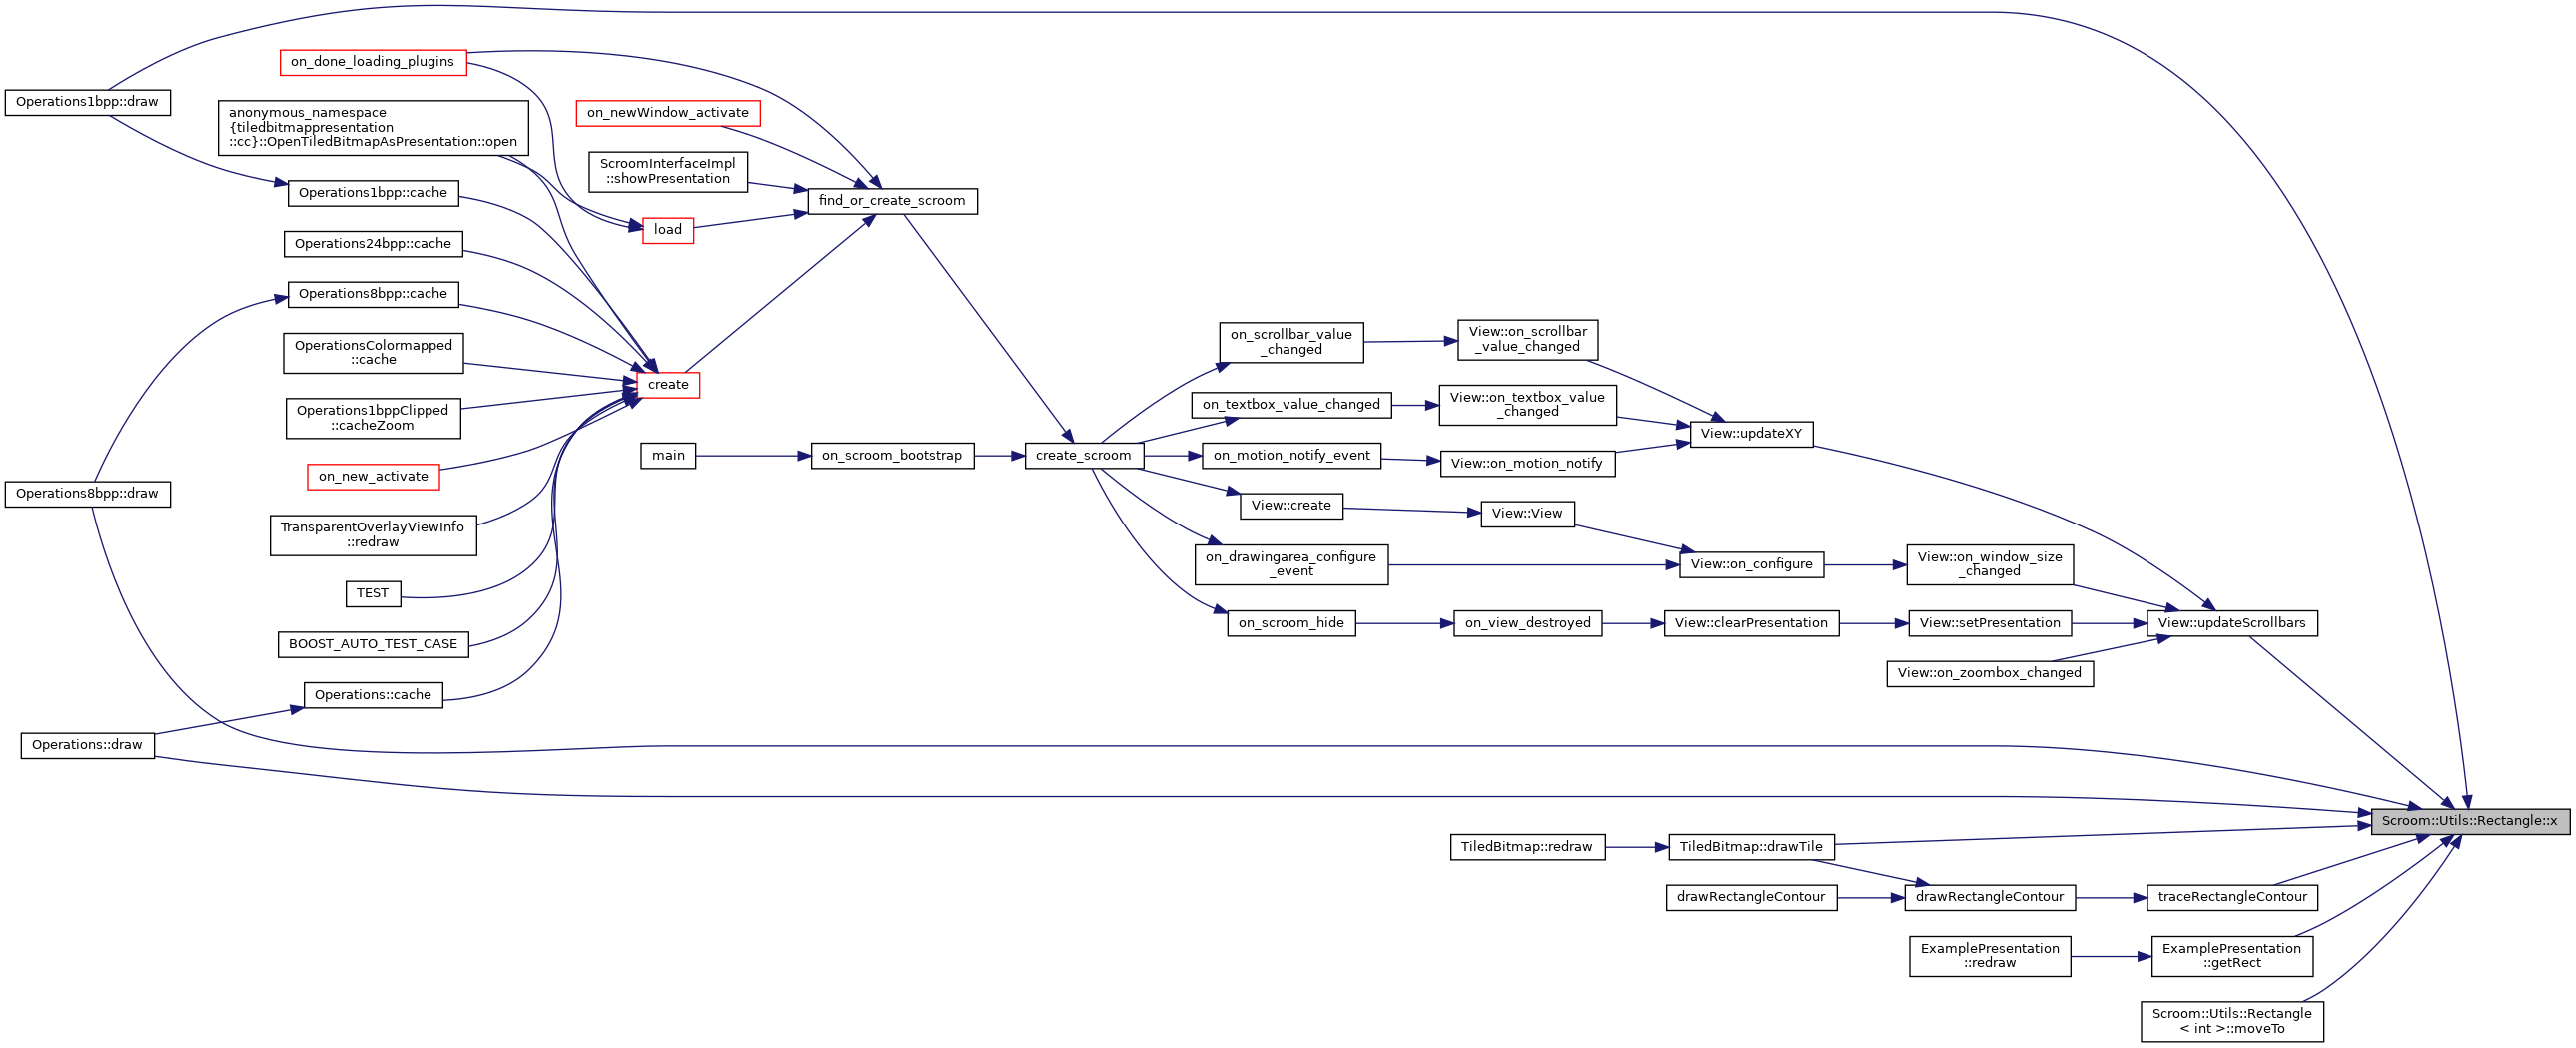 on_done_loading_plugins
Operations1bpp::draw
anonymous_namespace
{tiledbitmappresentation
::cc}::OpenTiledBitmapAsPresentation::open
on_newWindow_activate
ScroomInterfaceImpl
::showPresentation
Operations1bpp::cache
find_or_create_scroom
load
Operations24bpp::cache
Operations8bpp::cache
OperationsColormapped
::cache
create
Operations1bppClipped
::cacheZoom
on_scrollbar_value
_changed
View::on_scrollbar
_value_changed
on_textbox_value_changed
View::on_textbox_value
_changed
View::updateXY
main
on_scroom_bootstrap
create_scroom
on_motion_notify_event
View::on_motion_notify
on_new_activate
Operations8bpp::draw
View::create
View::View
TransparentOverlayViewInfo
::redraw
on_drawingarea_configure
_event
View::on_configure
View::on_window_size
_changed
TEST
on_scroom_hide
on_view_destroyed
View::clearPresentation
View::setPresentation
View::updateScrollbars
BOOST_AUTO_TEST_CASE
View::on_zoombox_changed
Operations::cache
Operations::draw
Scroom::Utils::Rectangle::x
TiledBitmap::redraw
TiledBitmap::drawTile
drawRectangleContour
drawRectangleContour
traceRectangleContour
ExamplePresentation
::redraw
ExamplePresentation
::getRect
Scroom::Utils::Rectangle
< int >::moveTo